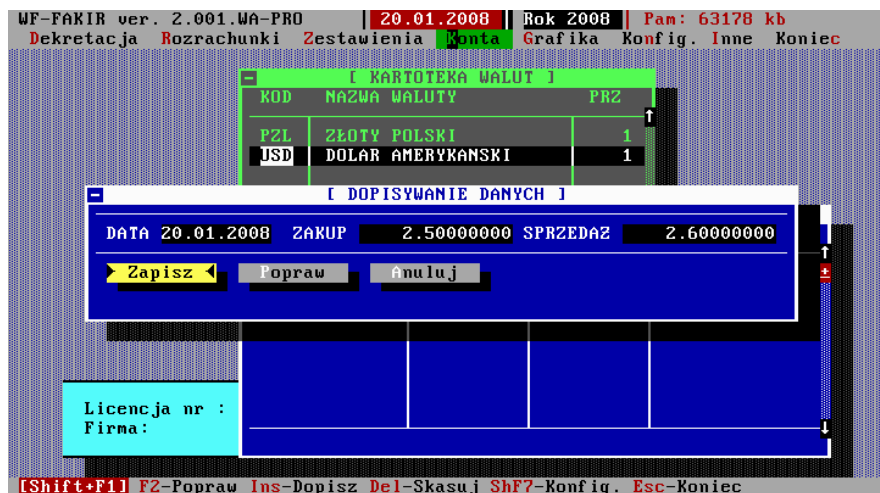 WF-FAKIR ver. 2.001.WA-PRO 20.01.2008 Rok 2008 Pam: 63178 kb
Dekretacja Rozrachunki Zestawienia Konta Grafika Konfig. Inne Koniec
[ KARTOTEKA WALUT ]
KOD NAZWA WALUTY PRZ
PZL ZŁOTY POLSKI 1
USD DOLAR AMERYKANSKI 1
[ DOPISYWANIE DANYCH ]
DATA 20.01.2008 ZAKUP 2.50000000 SPRZEDAZ 2.60000000
Zapisz Popraw Anuluj
Licencja nr :
Firma:
[Shift+F1] F2-Popraw Ins-Dopisz Del-Skasuj ShF7-Konfig. Esc-Koniec